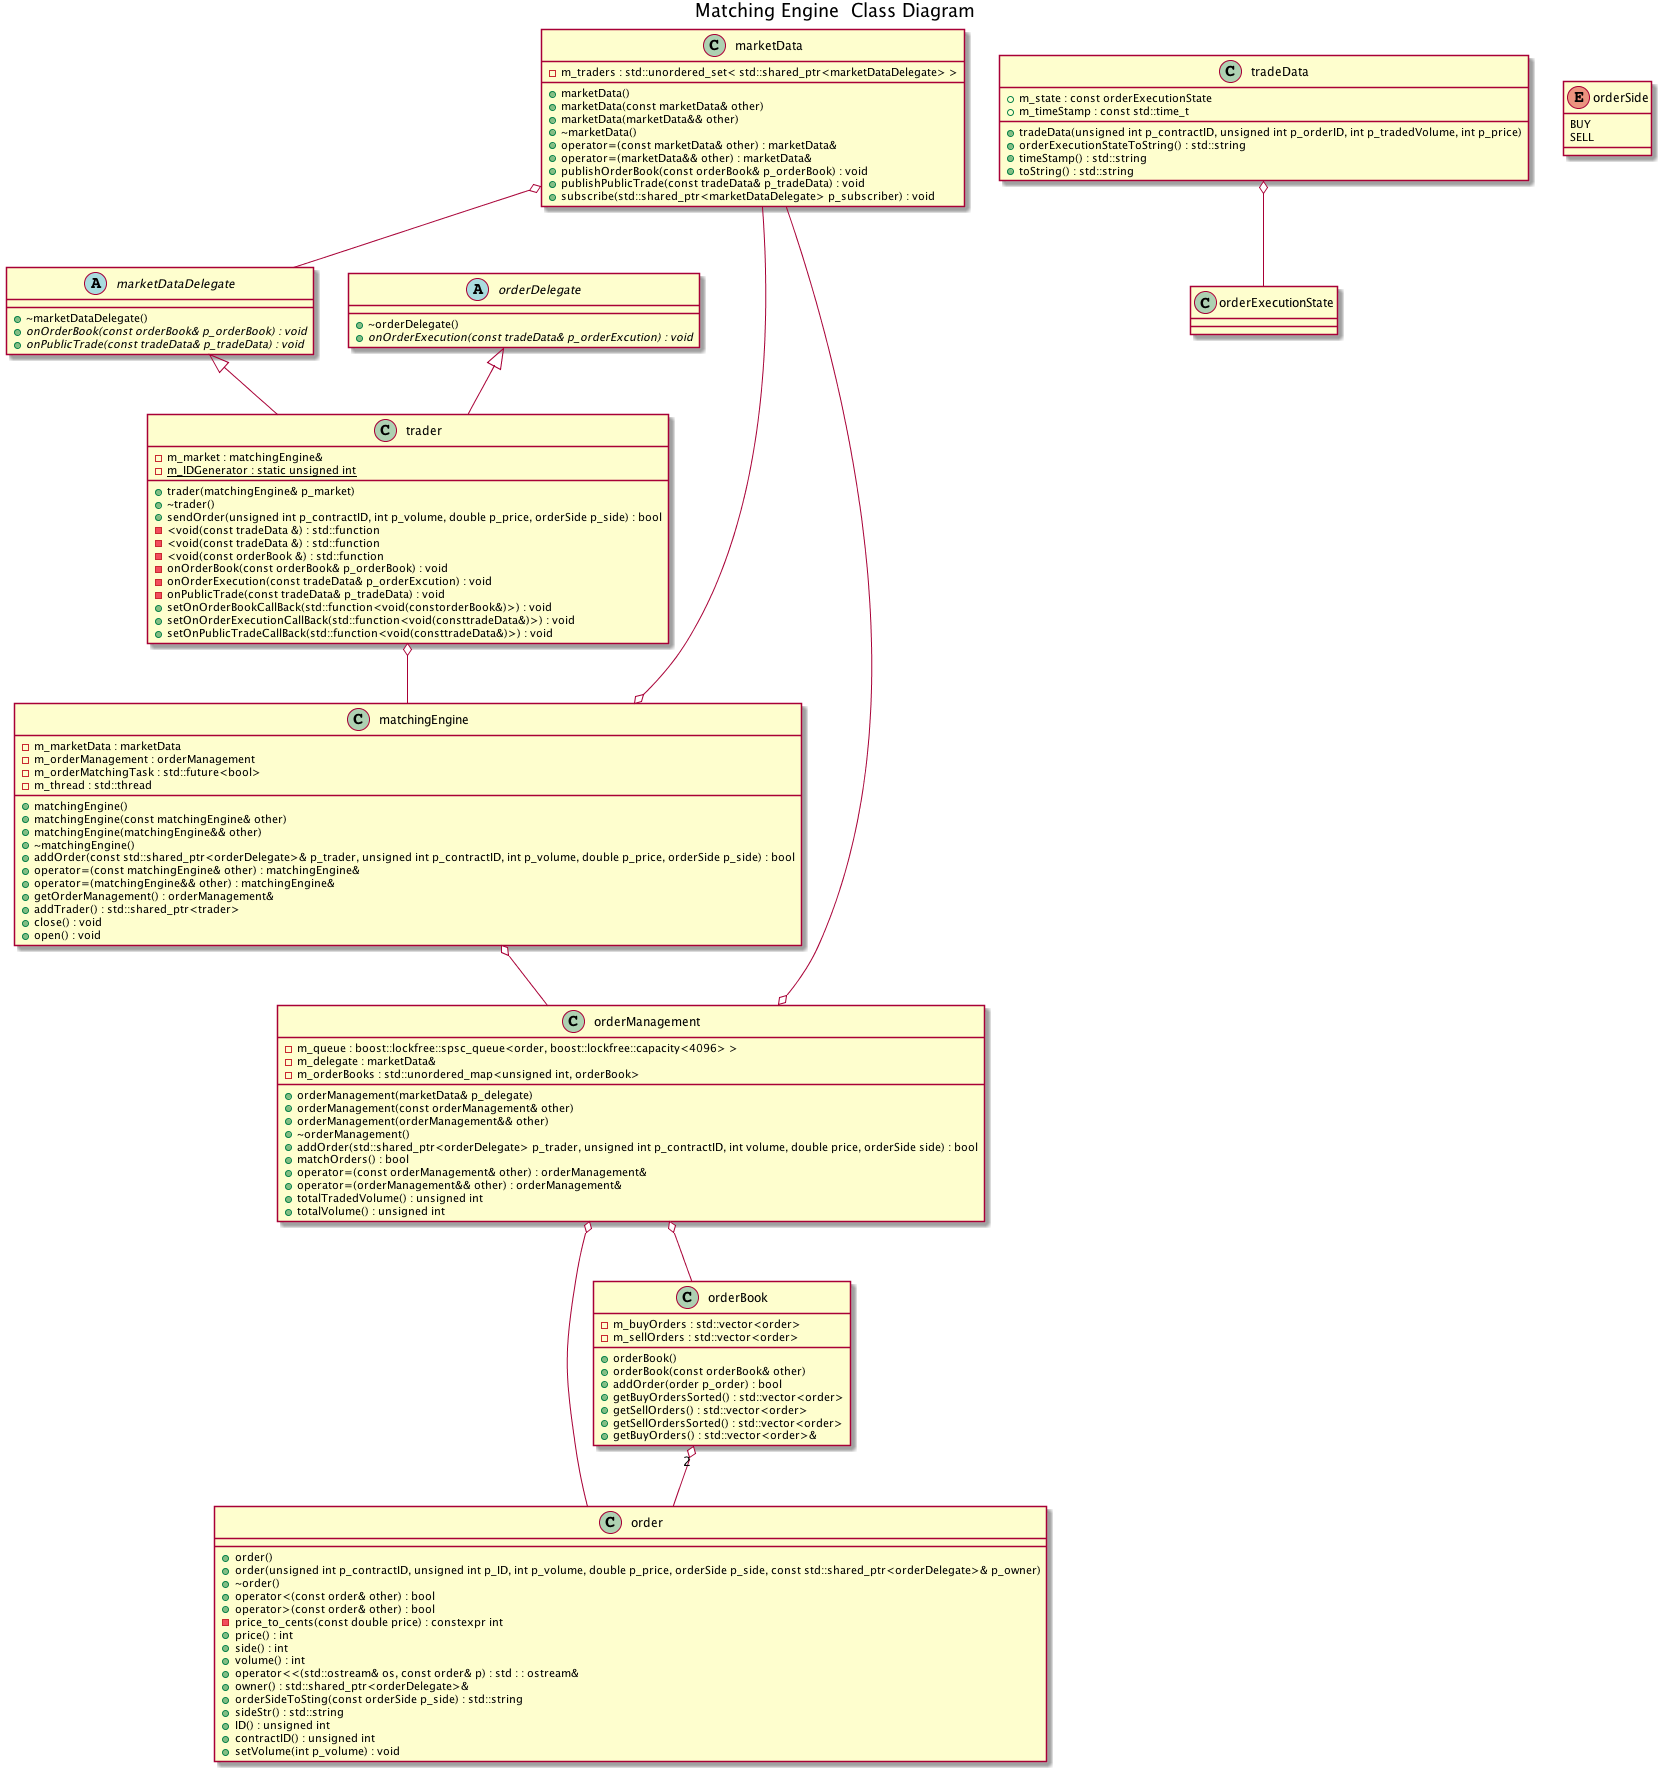 Matching Engine  Class Diagram
C marketData
m_traders : std::unordered_set< std::shared_ptr<marketDataDelegate> >
marketData()
marketData(const marketData& other)
marketData(marketData&& other)
~marketData()
operator=(const marketData& other) : marketData&
operator=(marketData&& other) : marketData&
publishOrderBook(const orderBook& p_orderBook) : void
publishPublicTrade(const tradeData& p_tradeData) : void
subscribe(std::shared_ptr<marketDataDelegate> p_subscriber) : void
C tradeData
m_state : const orderExecutionState
m_timeStamp : const std::time_t
tradeData(unsigned int p_contractID, unsigned int p_orderID, int p_tradedVolume, int p_price)
orderExecutionStateToString() : std::string
timeStamp() : std::string
toString() : std::string
E orderSide
BUY
SELL
A marketDataDelegate
~marketDataDelegate()
onOrderBook(const orderBook& p_orderBook) : void
onPublicTrade(const tradeData& p_tradeData) : void
A orderDelegate
~orderDelegate()
onOrderExecution(const tradeData& p_orderExcution) : void
C orderExecutionState
C trader
m_market : matchingEngine&
m_IDGenerator : static unsigned int
trader(matchingEngine& p_market)
~trader()
sendOrder(unsigned int p_contractID, int p_volume, double p_price, orderSide p_side) : bool
<void(const tradeData &) : std::function
<void(const tradeData &) : std::function
<void(const orderBook &) : std::function
onOrderBook(const orderBook& p_orderBook) : void
onOrderExecution(const tradeData& p_orderExcution) : void
onPublicTrade(const tradeData& p_tradeData) : void
setOnOrderBookCallBack(std::function<void(constorderBook&)>) : void
setOnOrderExecutionCallBack(std::function<void(consttradeData&)>) : void
setOnPublicTradeCallBack(std::function<void(consttradeData&)>) : void
C matchingEngine
m_marketData : marketData
m_orderManagement : orderManagement
m_orderMatchingTask : std::future<bool>
m_thread : std::thread
matchingEngine()
matchingEngine(const matchingEngine& other)
matchingEngine(matchingEngine&& other)
~matchingEngine()
addOrder(const std::shared_ptr<orderDelegate>& p_trader, unsigned int p_contractID, int p_volume, double p_price, orderSide p_side) : bool
operator=(const matchingEngine& other) : matchingEngine&
operator=(matchingEngine&& other) : matchingEngine&
getOrderManagement() : orderManagement&
addTrader() : std::shared_ptr<trader>
close() : void
open() : void
C orderManagement
m_queue : boost::lockfree::spsc_queue<order, boost::lockfree::capacity<4096> >
m_delegate : marketData&
m_orderBooks : std::unordered_map<unsigned int, orderBook>
orderManagement(marketData& p_delegate)
orderManagement(const orderManagement& other)
orderManagement(orderManagement&& other)
~orderManagement()
addOrder(std::shared_ptr<orderDelegate> p_trader, unsigned int p_contractID, int volume, double price, orderSide side) : bool
matchOrders() : bool
operator=(const orderManagement& other) : orderManagement&
operator=(orderManagement&& other) : orderManagement&
totalTradedVolume() : unsigned int
totalVolume() : unsigned int
C orderBook
m_buyOrders : std::vector<order>
m_sellOrders : std::vector<order>
orderBook()
orderBook(const orderBook& other)
addOrder(order p_order) : bool
getBuyOrdersSorted() : std::vector<order>
getSellOrders() : std::vector<order>
getSellOrdersSorted() : std::vector<order>
getBuyOrders() : std::vector<order>&
2
C order
order()
order(unsigned int p_contractID, unsigned int p_ID, int p_volume, double p_price, orderSide p_side, const std::shared_ptr<orderDelegate>& p_owner)
~order()
operator<(const order& other) : bool
operator>(const order& other) : bool
price_to_cents(const double price) : constexpr int
price() : int
side() : int
volume() : int
operator<<(std::ostream& os, const order& p) : std : : ostream&
owner() : std::shared_ptr<orderDelegate>&
orderSideToSting(const orderSide p_side) : std::string
sideStr() : std::string
ID() : unsigned int
contractID() : unsigned int
setVolume(int p_volume) : void